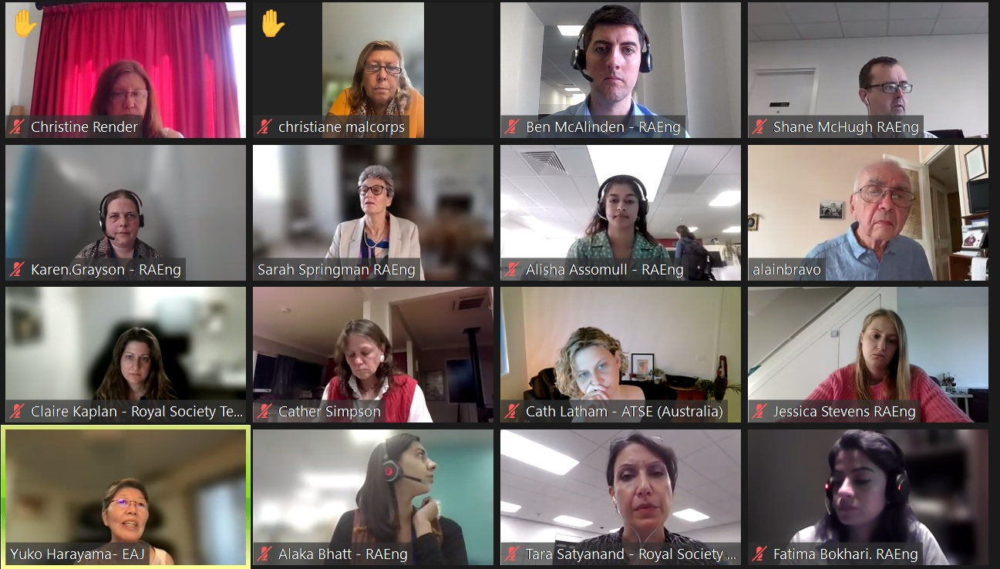 Christine Render
christiane malcorps
Ben McAlinden - RAEng
Shane McHugh RAEng
Karen.Grayson - RAEng
Sarah Springman RAEng
Alisha Assomull - RAEng
alainbravo
Claire Kaplan - Royal Society Te...
Cather Simpson
Cath Latham - ATSE (Australia)
Jessica Stevens RAEng
Yuko Harayama- EAJ
Alaka Bhatt - RAEng
Tara Satyanand - Royal Society ...
Fatima Bokhari. RAEng